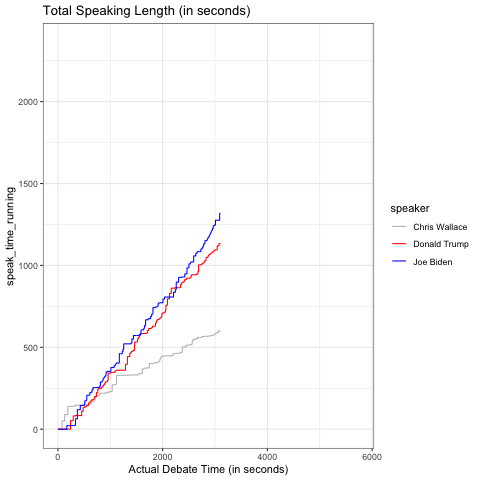 Total Speaking Length (in seconds)
speak_time_running
2000
1500
1000
500
0
0
2000
4000
6000
Actual Debate Time (in seconds)
speaker
Chris Wallace
Donald Trump
Joe Biden